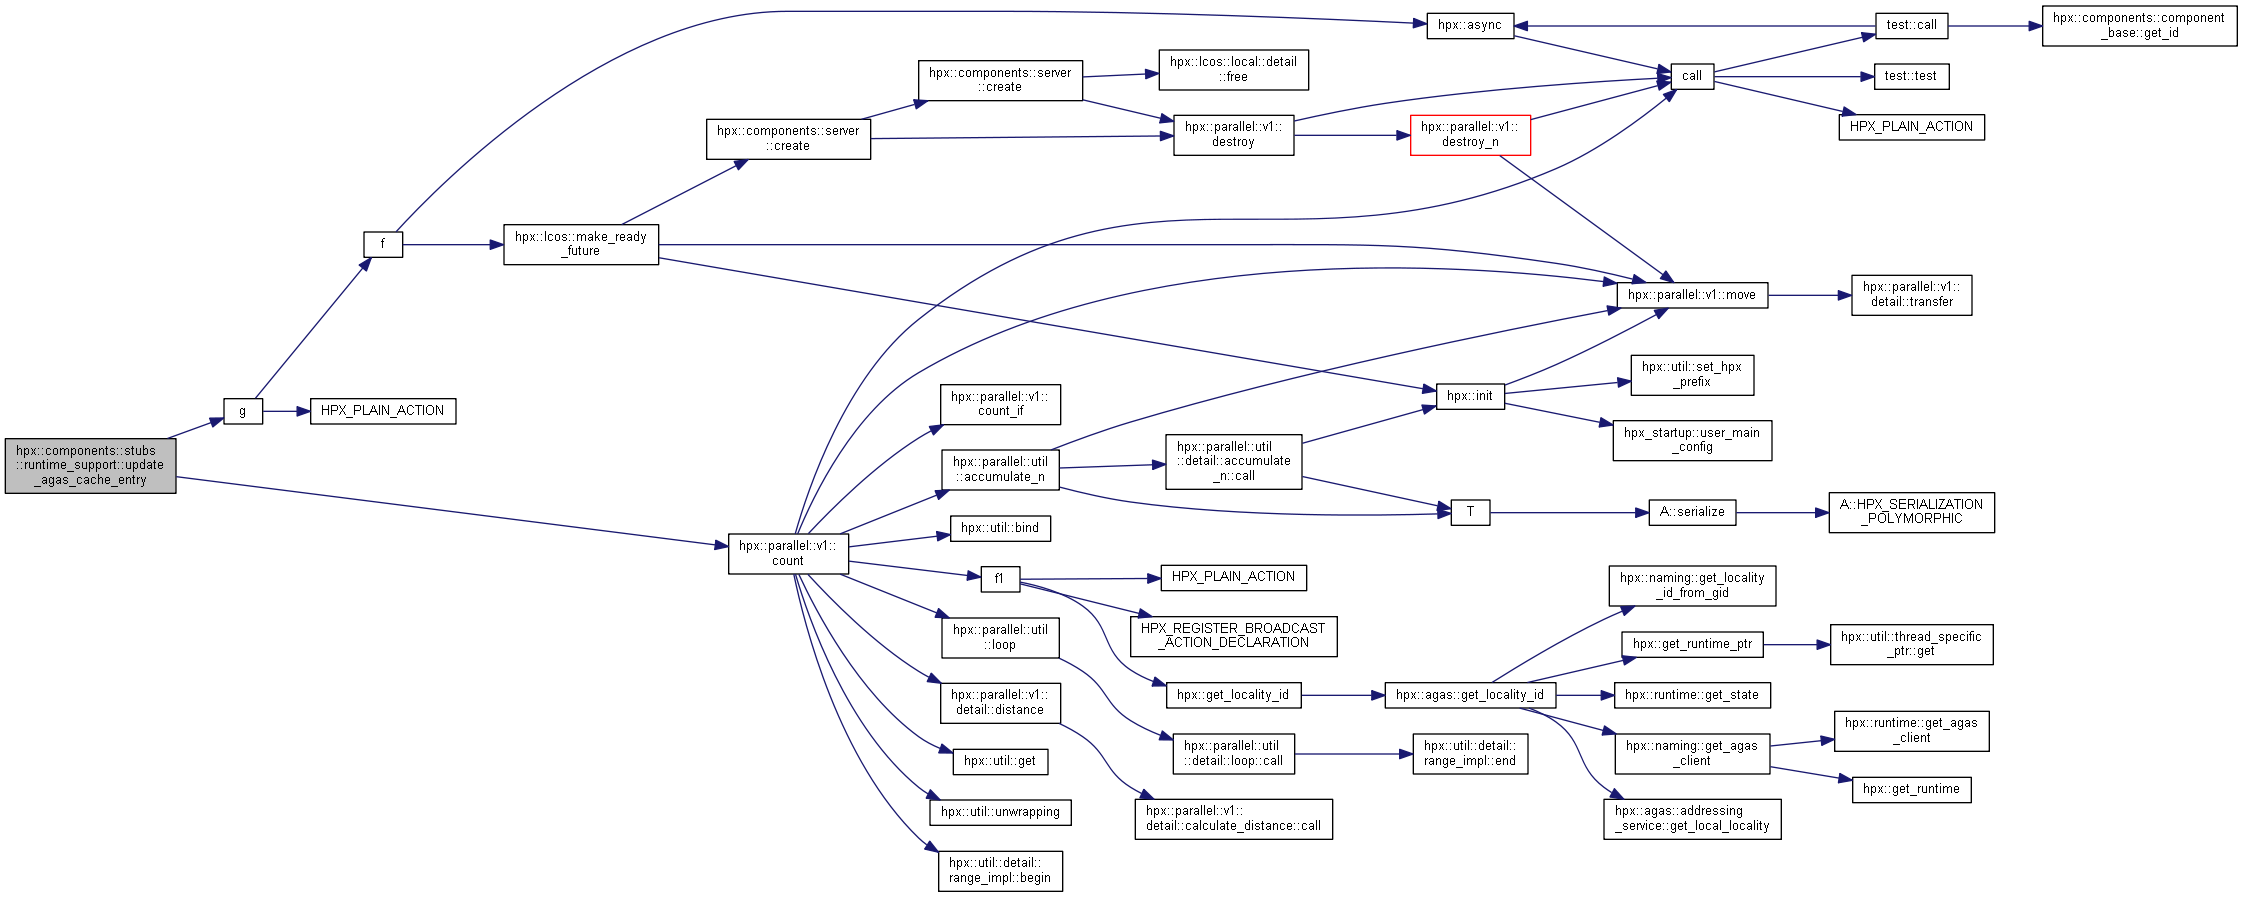 hpx::components::stubs
::runtime_support::update
_agas_cache_entry
g
HPX_PLAIN_ACTION
f
hpx::lcos::make_ready
_future
hpx::components::server
::create
hpx::components::server
::create
hpx::lcos::local::detail
::free
hpx::parallel::v1::
destroy
hpx::parallel::v1::
destroy_n
hpx::async
call
test::call
hpx::components::component
_base::get_id
test::test
HPX_PLAIN_ACTION
hpx::parallel::v1::move
hpx::parallel::v1::
detail::transfer
hpx::init
hpx::util::set_hpx
_prefix
hpx_startup::user_main
_config
hpx::parallel::v1::
count
hpx::parallel::v1::
count_if
hpx::parallel::util
::accumulate_n
hpx::parallel::util
::detail::accumulate
_n::call
T
A::serialize
A::HPX_SERIALIZATION
_POLYMORPHIC
hpx::util::bind
f1
HPX_PLAIN_ACTION
HPX_REGISTER_BROADCAST
_ACTION_DECLARATION
hpx::get_locality_id
hpx::agas::get_locality_id
hpx::naming::get_locality
_id_from_gid
hpx::get_runtime_ptr
hpx::util::thread_specific
_ptr::get
hpx::runtime::get_state
hpx::naming::get_agas
_client
hpx::runtime::get_agas
_client
hpx::get_runtime
hpx::agas::addressing
_service::get_local_locality
hpx::parallel::util
::loop
hpx::parallel::util
::detail::loop::call
hpx::util::detail::
range_impl::end
hpx::parallel::v1::
detail::distance
hpx::parallel::v1::
detail::calculate_distance::call
hpx::util::get
hpx::util::unwrapping
hpx::util::detail::
range_impl::begin